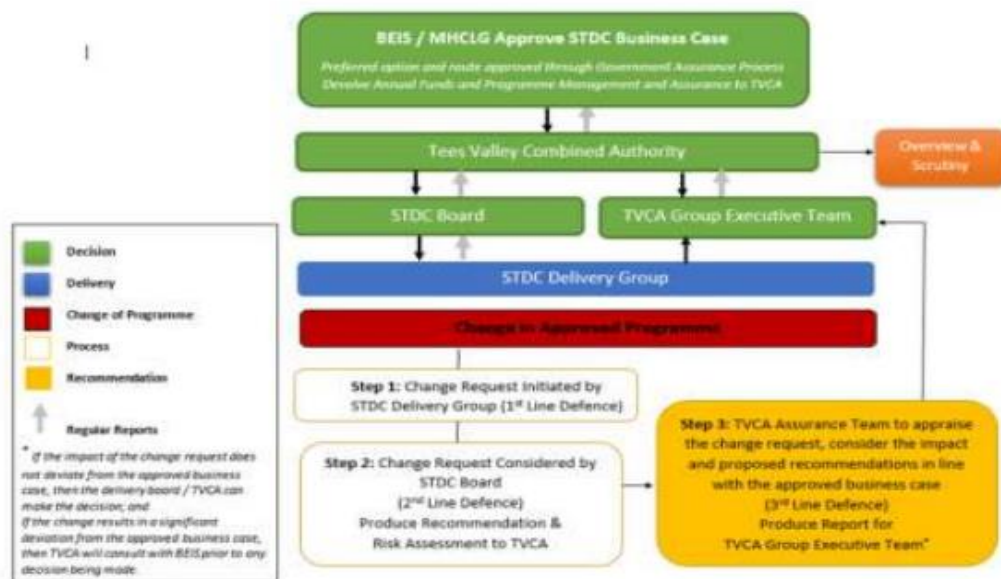 BEIS / MHCLG Approve STDC Business Case
Preferred option and route approved through Government Assurance Process
Devolve Annual Funds and Programme Management and Assurance to TVCA
Tees Valley Combined Authority
Overview &
Scrutiny
STDC Board
TVCA Group Executive Team
STDC Delivery Group
Change in Approved Programme
Decision
Delivery
Change of Programme
Process
Recommendation
Regular Reports
* If the impact of the change request does
not deviate from the approved business
case, then the delivery board / TVCA can
make the decision; and
If the change results in a significant
deviation from the approved business case,
then TVCA will consult with BEIS prior to any
decision being made.
Step 1: Change Request Initiated by
STDC Delivery Group (1st Line Defence)
Step 2: Change Request Considered by
STDC Board
(2nd Line Defence)
Produce Recommendation &
Risk Assessment to TVCA
Step 3: TVCA Assurance Team to appraise
the change request, consider the impact
and proposed recommendations in line
with the approved business case
(3rd Line Defence)
Produce Report for
TVCA Group Executive Team*